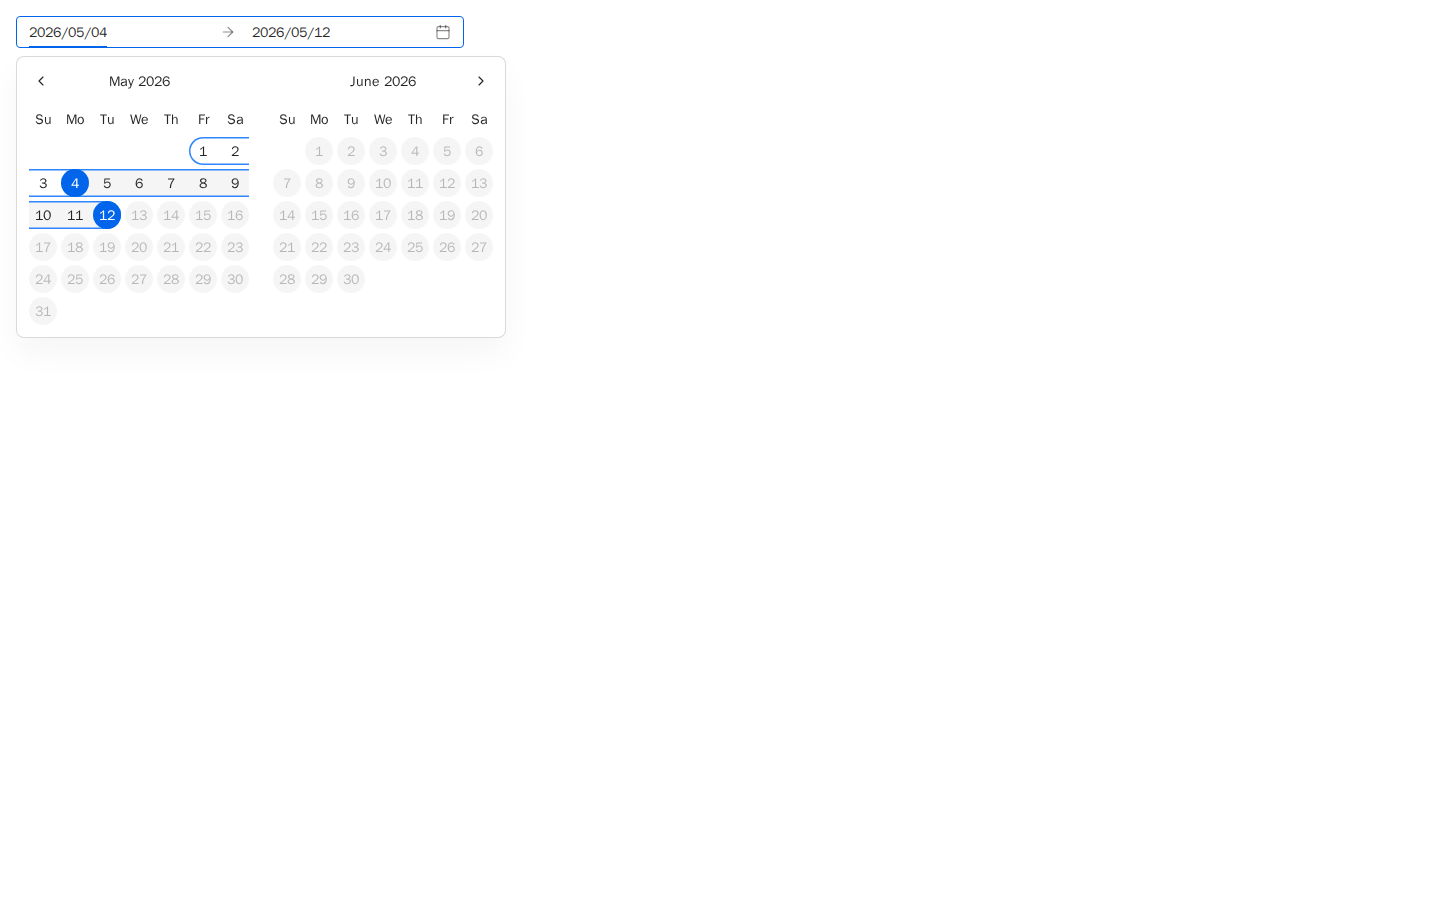 2026/05/04 2026/05/12
May 2026
Su Mo Tu We Th Fr Sa
1 2
3 4 5 6 7 8 9
10 11 12 13 14 15 16
17 18 19 20 21 22 23
24 25 26 27 28 29 30
31
June 2026
Su Mo Tu We Th Fr Sa
1 2 3 4 5 6
7 8 9 10 11 12 13
14 15 16 17 18 19 20
21 22 23 24 25 26 27
28 29 30